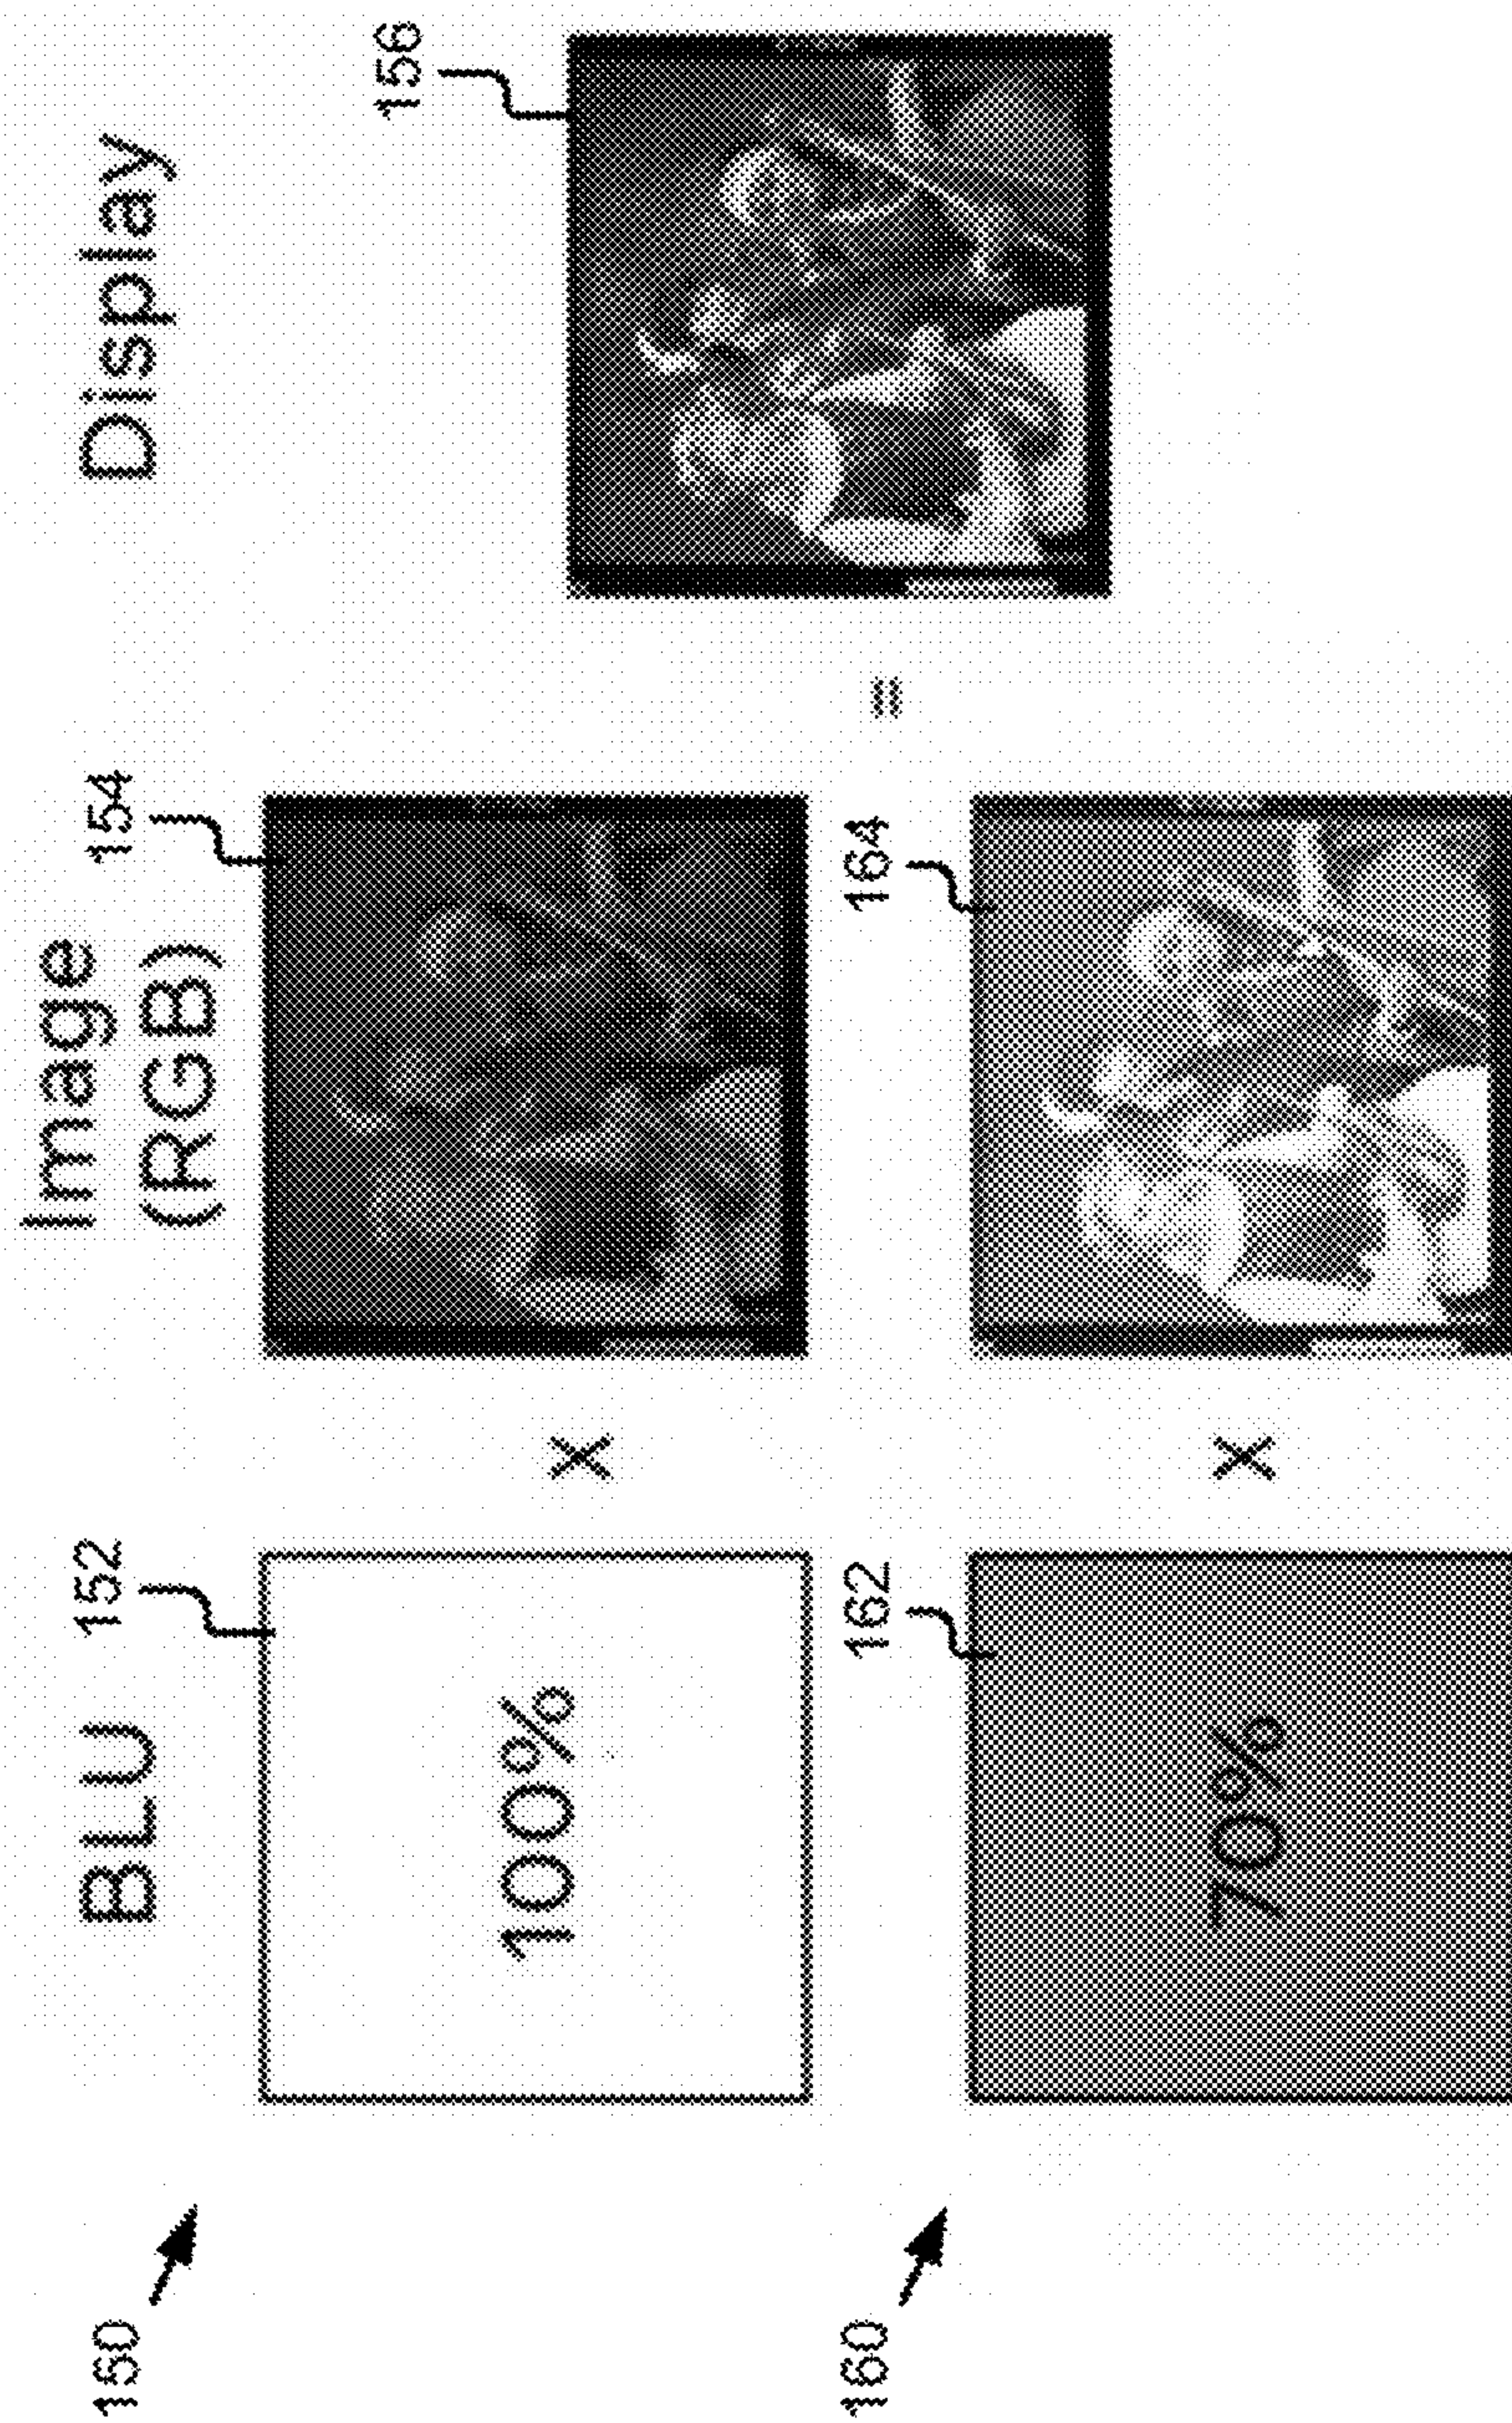 BLU
Image
(RGB)
Display
150
152
100%
X
154
=
156
160
162
70%
X
164